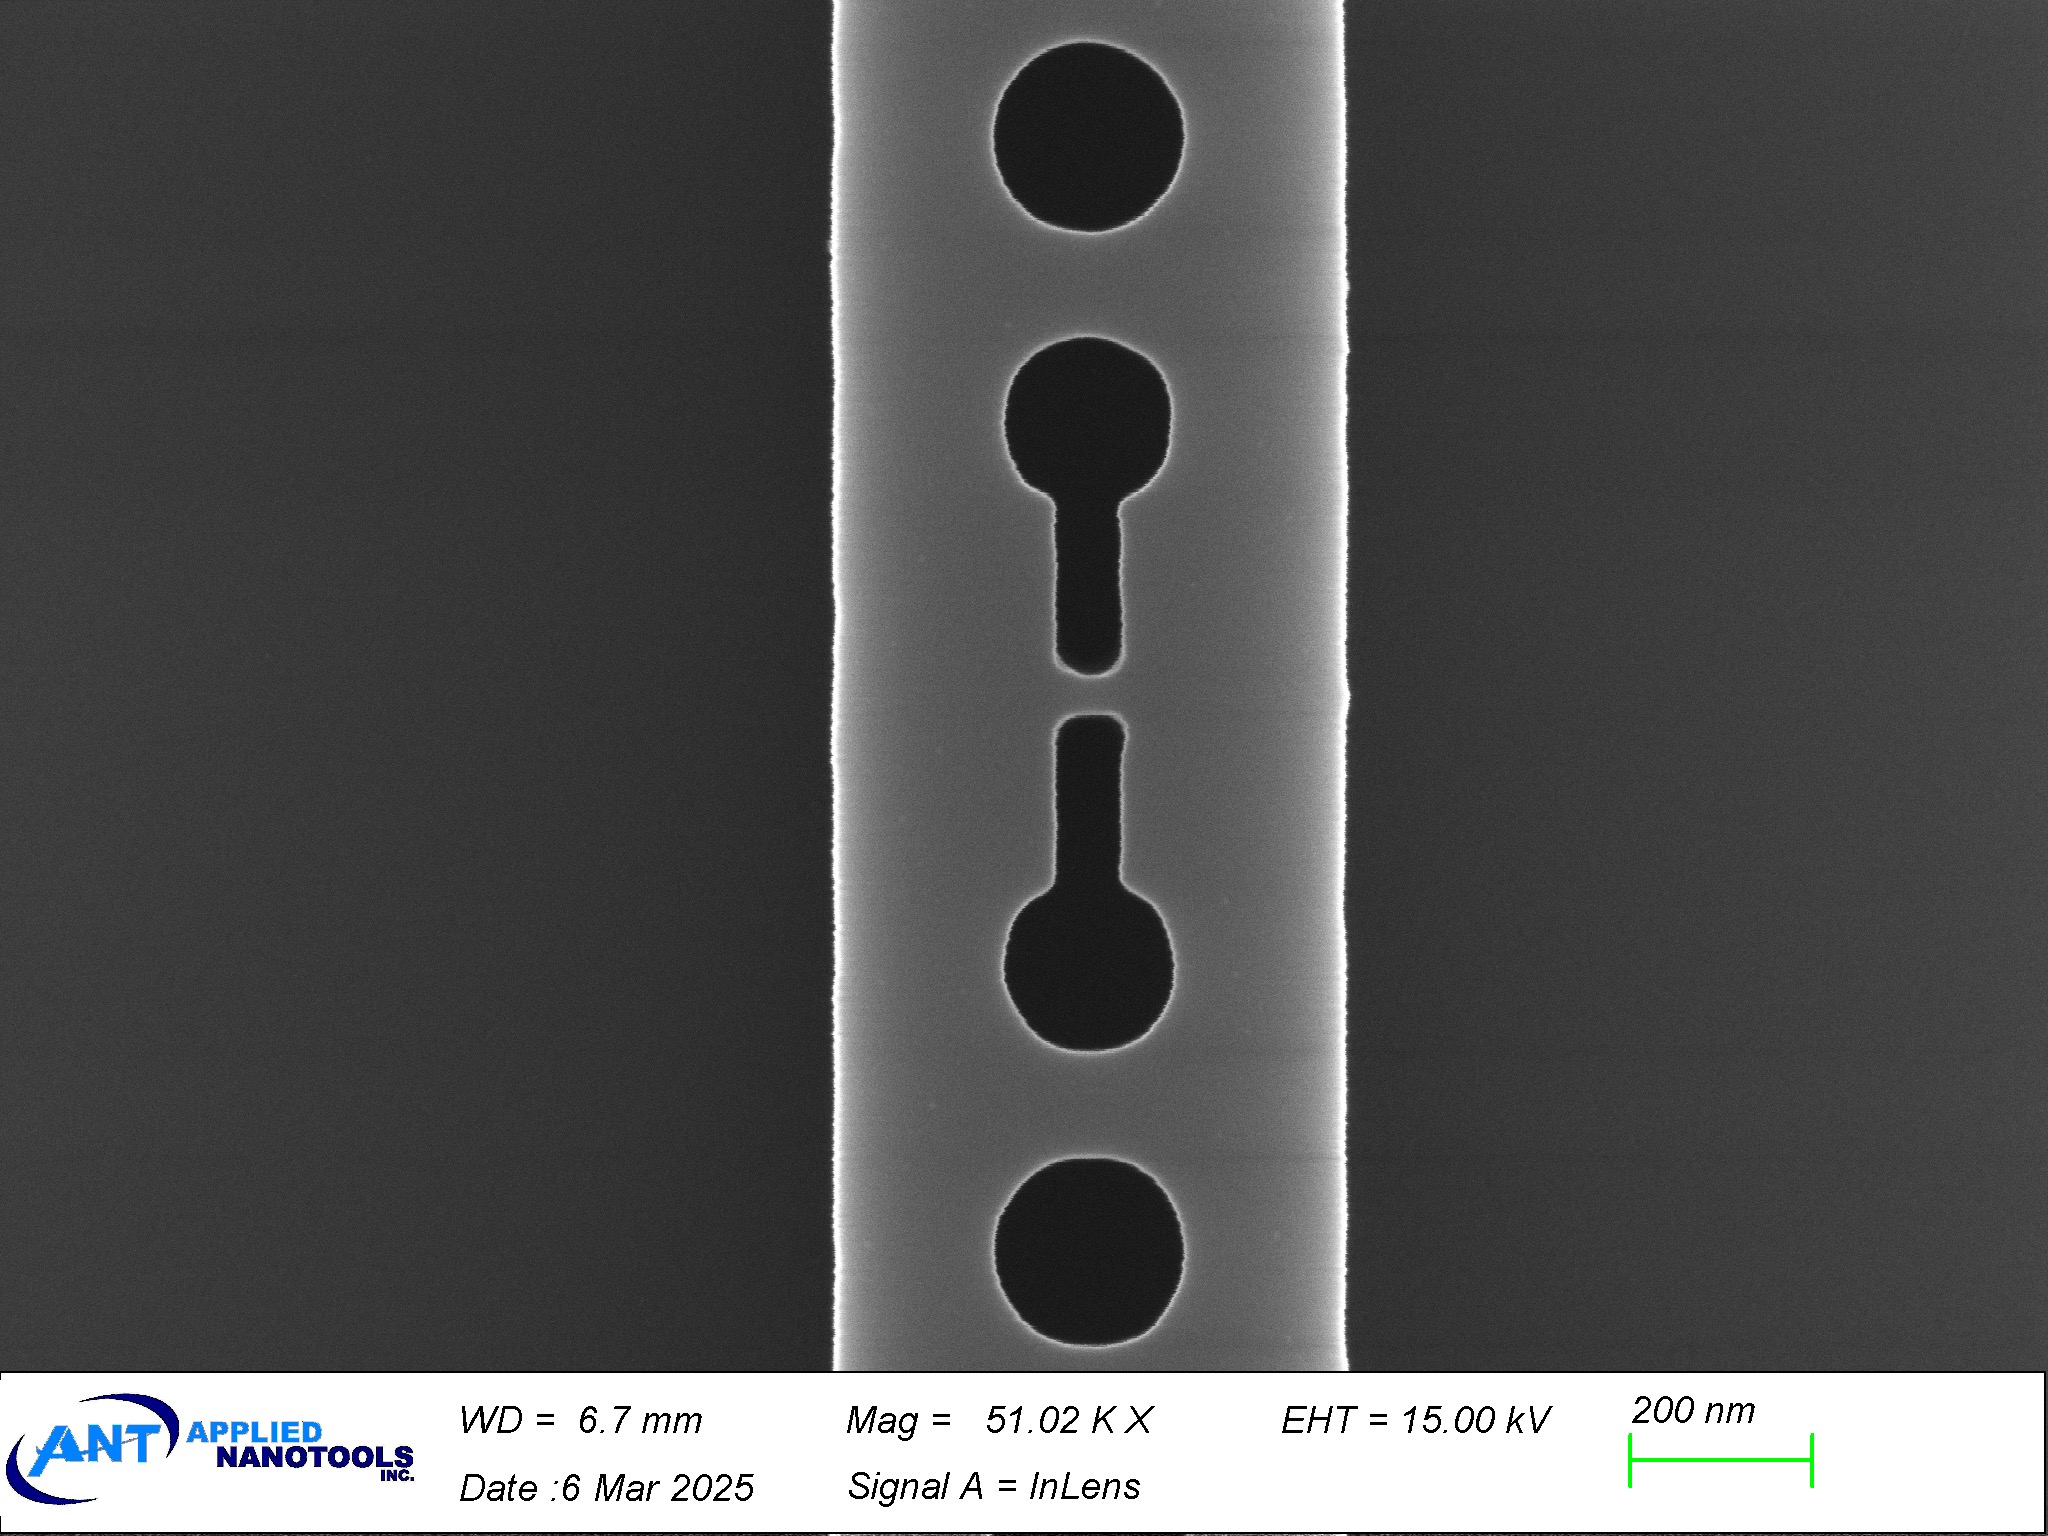 ANT APPLIED
NANOTOOLS
INC.
WD = 6.7 mm
Mag = 51.02 K X
EHT = 15.00 kV
200 nm
Date :6 Mar 2025
Signal A = InLens